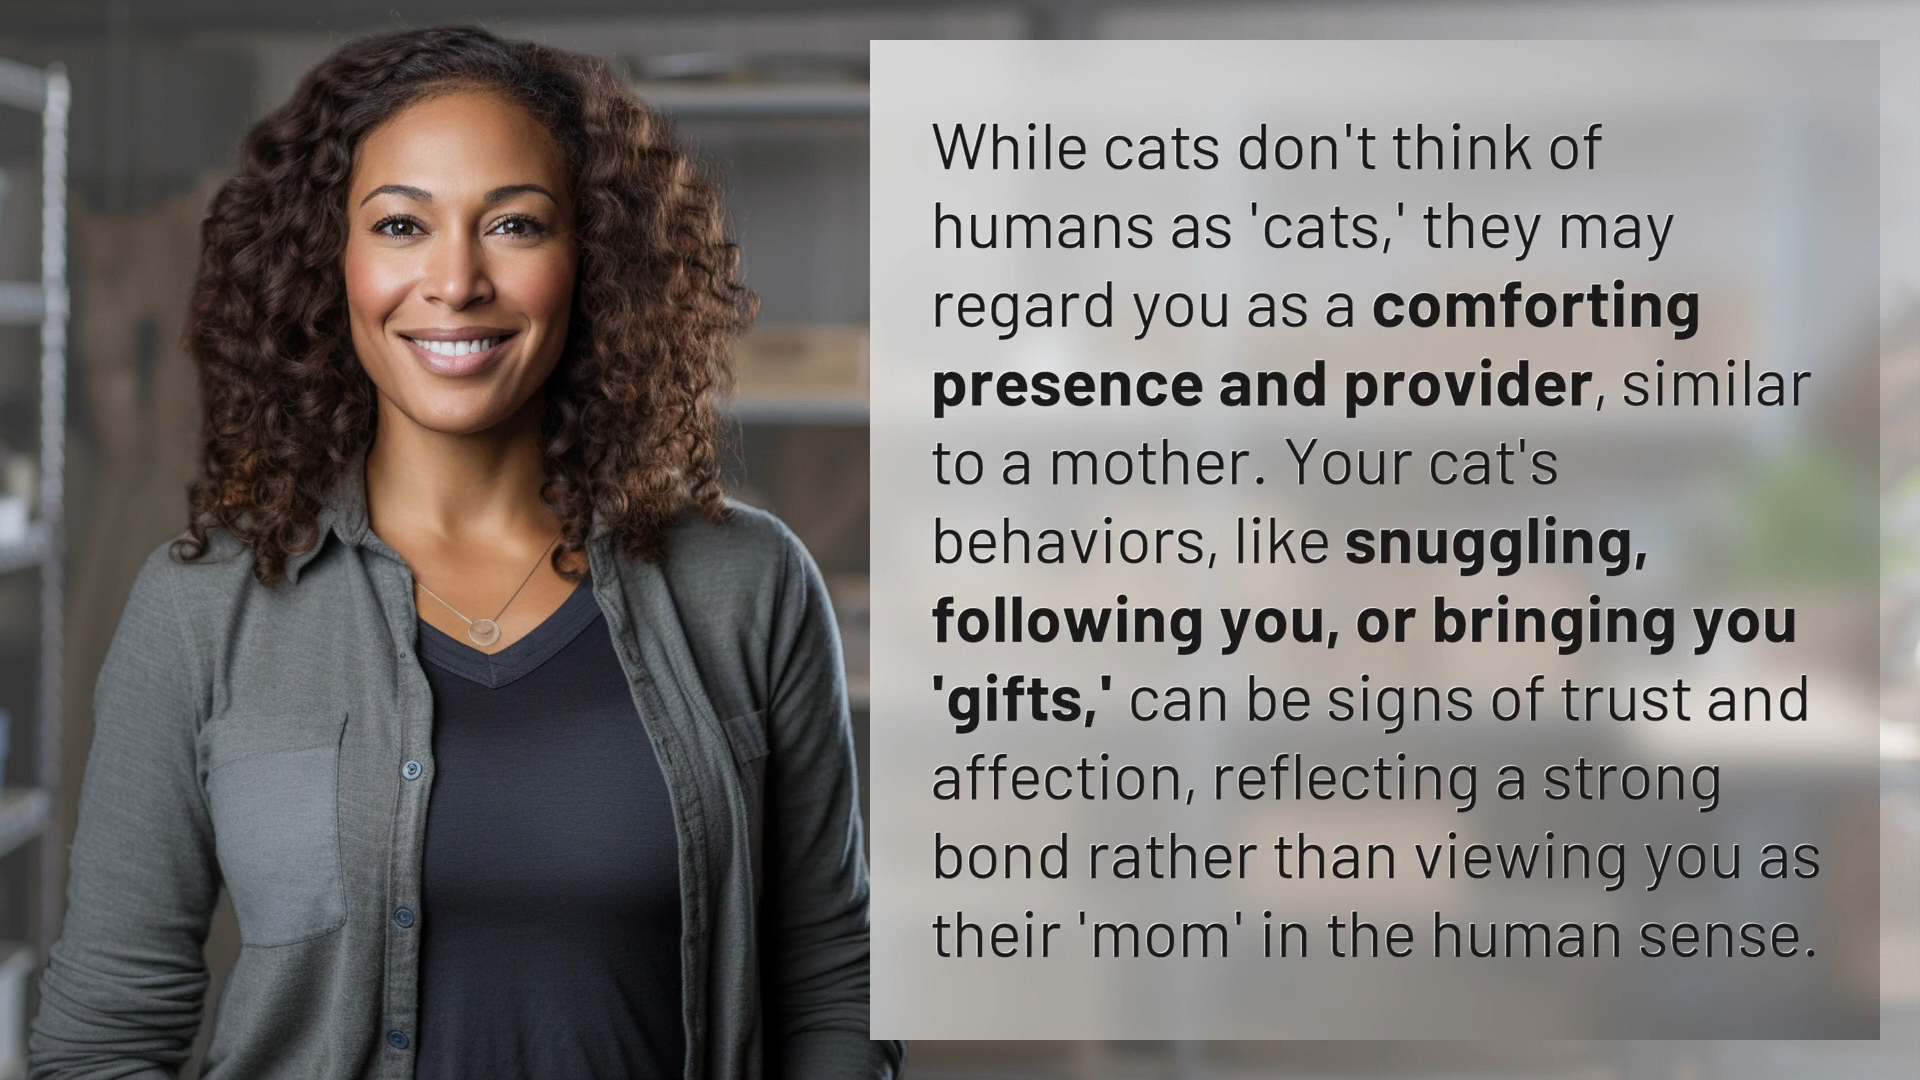 While cats don't think of
humans as 'cats,' they may
regard you as a comforting
presence and provider, similar
to a mother. Your cat's
behaviors, like snuggling,
following you, or bringing you
'gifts,' can be signs of trust and
affection, reflecting a strong
bond rather than viewing you as
their 'mom' in the human sense.